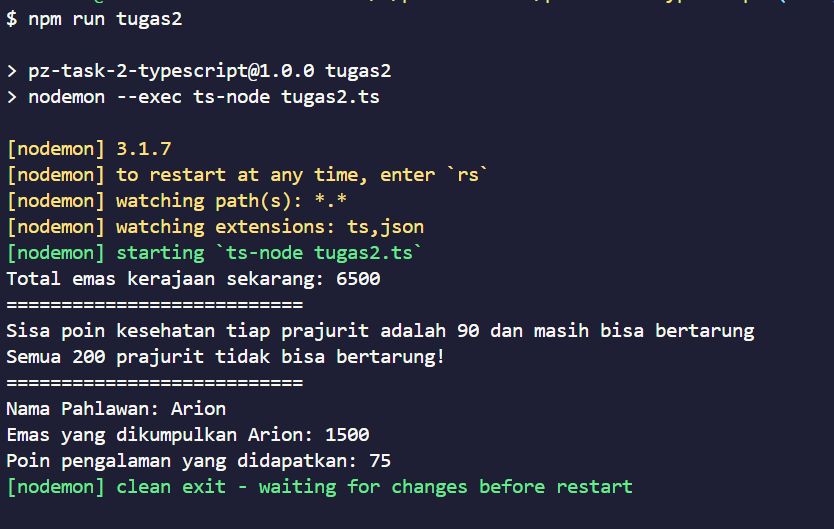 $ npm run tugas2
> pz-task-2-typescript@1.0.0 tugas2
> nodemon --exec ts-node tugas2.ts
[nodemon] 3.1.7
[nodemon] to restart at any time, enter `rs`
[nodemon] watching path(s): *.*
[nodemon] watching extensions: ts,json
[nodemon] starting `ts-node tugas2.ts`
Total emas kerajaan sekarang: 6500
===========================
Sisa poin kesehatan tiap prajurit adalah 90 dan masih bisa bertarung
Semua 200 prajurit tidak bisa bertarung!
===========================
Nama Pahlawan: Arion
Emas yang dikumpulkan Arion: 1500
Poin pengalaman yang didapatkan: 75
[nodemon] clean exit - waiting for changes before restart